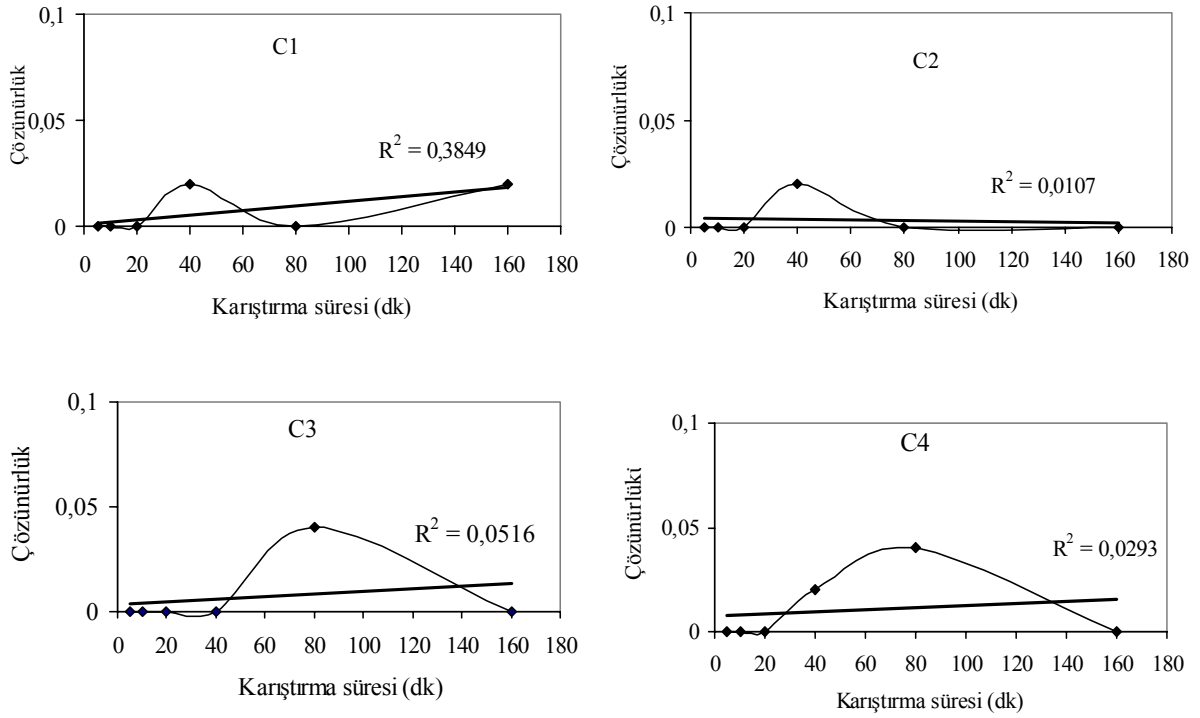 C1
Çözünürlük
0,1
0,05
0
R² = 0,3849
0 20 40 60 80 100 120 140 160 180
Karıştırma süresi (dk)
C2
Çözünürlüki
0,1
0,05
0
R² = 0,0107
0 20 40 60 80 100 120 140 160 180
Karıştırma süresi (dk)
C3
Çözünürlük
0,1
0,05
0
R² = 0,0516
0 20 40 60 80 100 120 140 160 180
Karıştırma süresi (dk)
C4
Çözünürlüki
0,1
0,05
0
R² = 0,0293
0 20 40 60 80 100 120 140 160 180
Karıştırma süresi (dk)